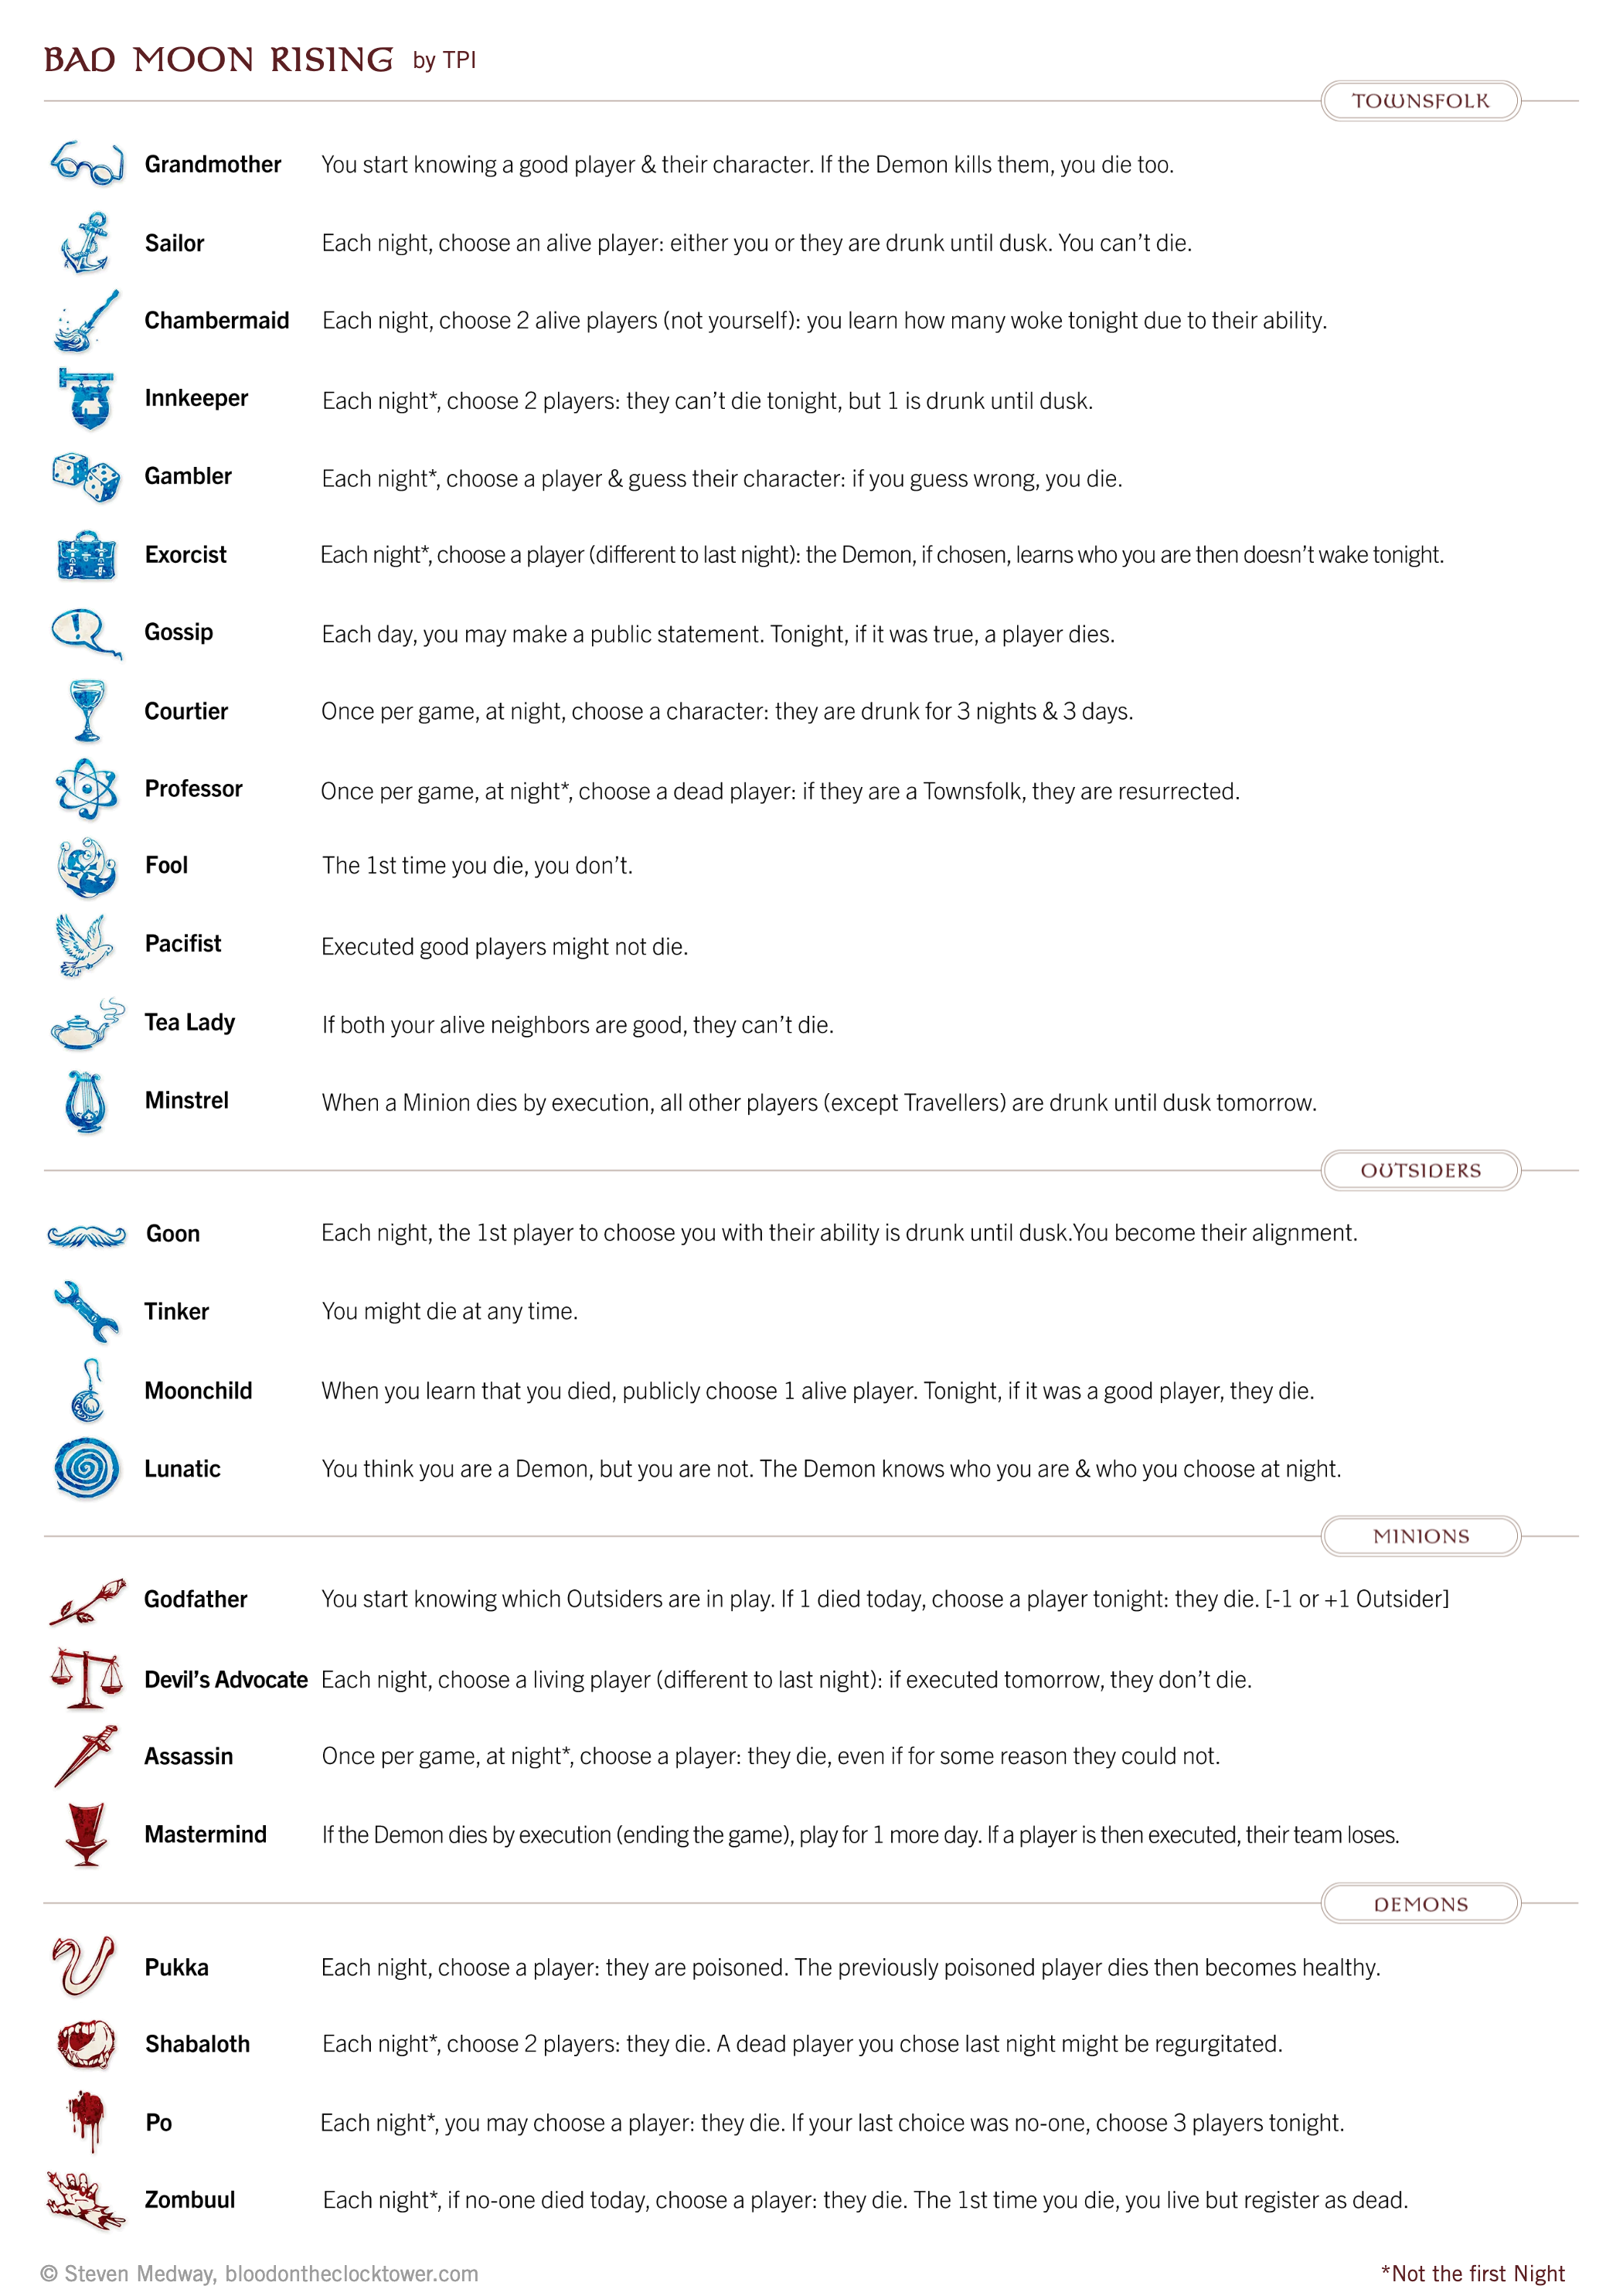 BAD MOON RISING by TPI
TOWNSFOLK
Grandmother You start knowing a good player & their character. If the Demon kills them, you die too.
Sailor Each night, choose an alive player: either you or they are drunk until dusk. You can't die.
Chambermaid Each night, choose 2 alive players (not yourself): you learn how many woke tonight due to their ability.
Innkeeper Each night*, choose 2 players: they can't die tonight, but 1 is drunk until dusk.
Gambler Each night*, choose a player & guess their character: if you guess wrong, you die.
Exorcist Each night*, choose a player (different to last night): the Demon, if chosen, learns who you are then doesn't wake tonight.
Gossip Each day, you may make a public statement. Tonight, if it was true, a player dies.
Courtier Once per game, at night, choose a character: they are drunk for 3 nights & 3 days.
Professor Once per game, at night*, choose a dead player: if they are a Townsfolk, they are resurrected.
Fool The 1st time you die, you don't.
Pacifist Executed good players might not die.
Tea Lady If both your alive neighbors are good, they can't die.
Minstrel When a Minion dies by execution, all other players (except Travellers) are drunk until dusk tomorrow.
OUTSIDERS
Goon Each night, the 1st player to choose you with their ability is drunk until dusk.You become their alignment.
Tinker You might die at any time.
Moonchild When you learn that you died, publicly choose 1 alive player. Tonight, if it was a good player, they die.
Lunatic You think you are a Demon, but you are not. The Demon knows who you are & who you choose at night.
MINIONS
Godfather You start knowing which Outsiders are in play. If 1 died today, choose a player tonight: they die. [-1 or +1 Outsider]
Devil's Advocate Each night, choose a living player (different to last night): if executed tomorrow, they don't die.
Assassin Once per game, at night*, choose a player: they die, even if for some reason they could not.
Mastermind If the Demon dies by execution (ending the game), play for 1 more day. If a player is then executed, their team loses.
DEMONS
Pukka Each night, choose a player: they are poisoned. The previously poisoned player dies then becomes healthy.
Shabaloth Each night*, choose 2 players: they die. A dead player you chose last night might be regurgitated.
Po Each night*, you may choose a player: they die. If your last choice was no-one, choose 3 players tonight.
Zombuul Each night*, if no-one died today, choose a player: they die. The 1st time you die, you live but register as dead.
© Steven Medway, bloodontheclocktower.com *Not the first Night